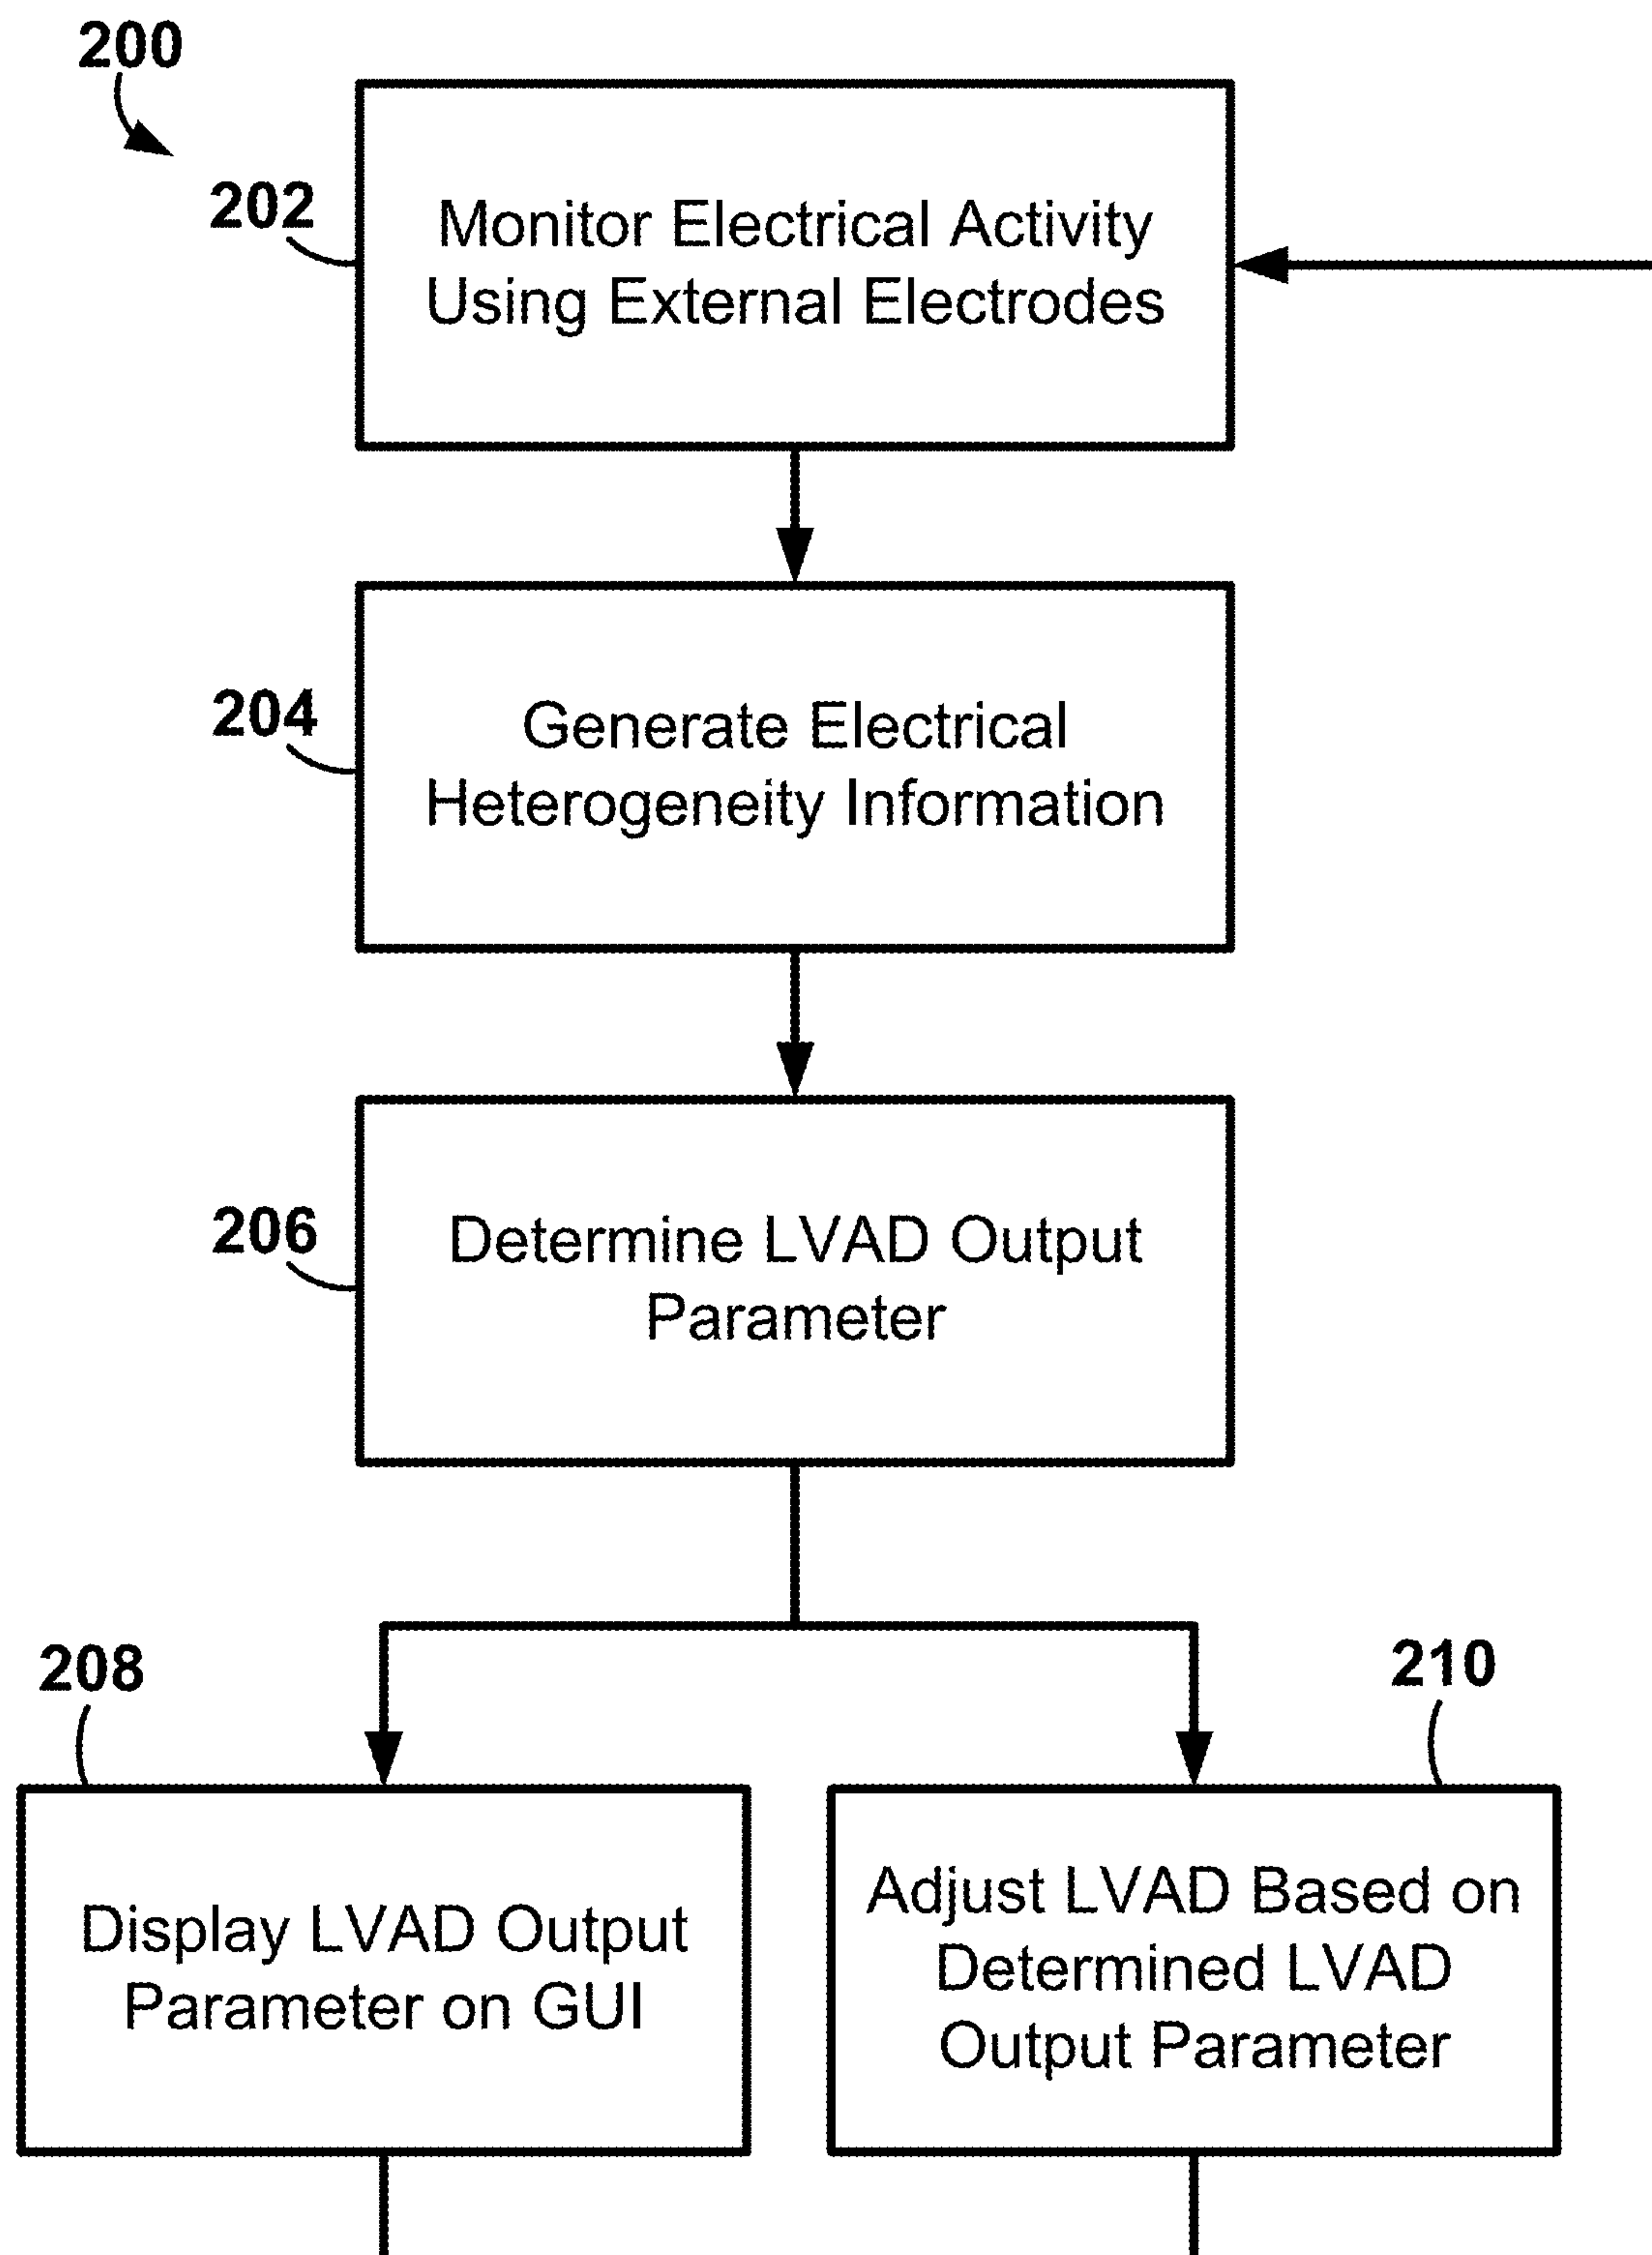 200
202
Monitor Electrical Activity
Using External Electrodes
204
Generate Electrical
Heterogeneity Information
206
Determine LVAD Output
Parameter
208
Display LVAD Output
Parameter on GUI
210
Adjust LVAD Based on
Determined LVAD
Output Parameter